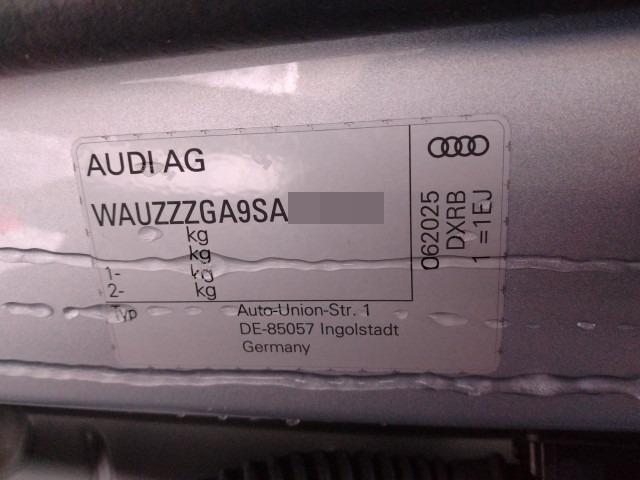 AUDI AG
WAUZZZGA9SA
kg
kg
1- kg
2- kg
Typ
Auto-Union-Str. 1
DE-85057 Ingolstadt
Germany
062025
DXRB
1 =1EJ